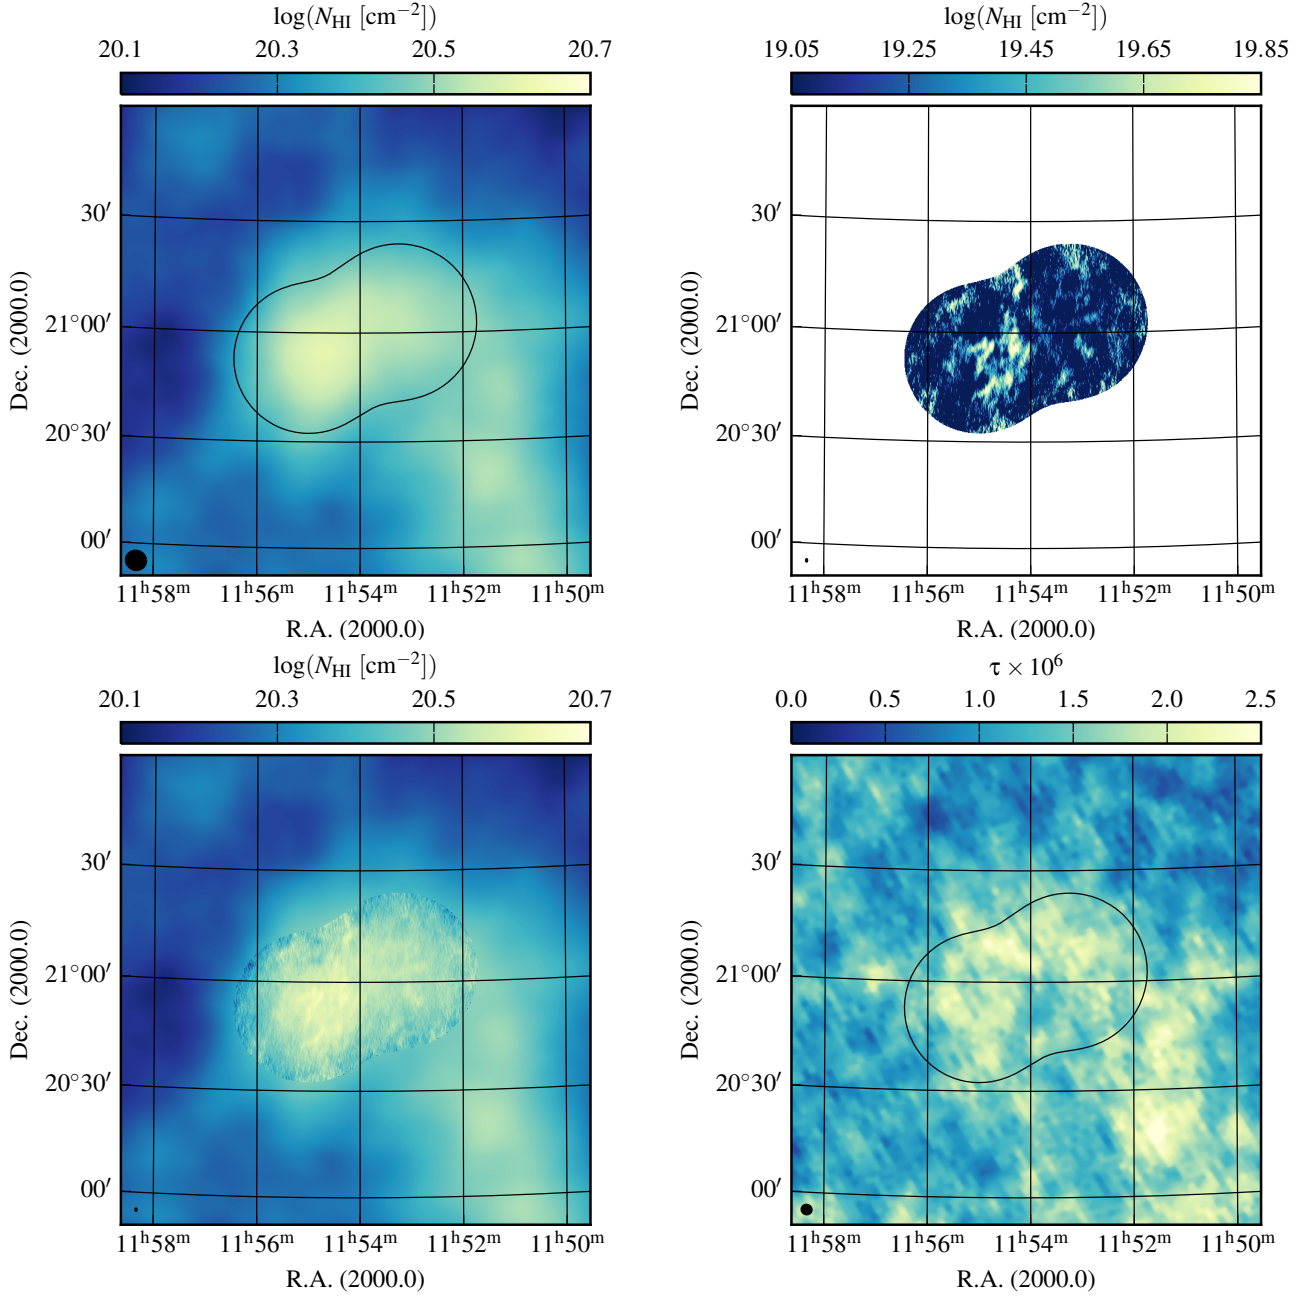 log(N_HI [cm⁻²])
20.1 20.3 20.5 20.7
30′
21°00′
20°30′
00′
Dec. (2000.0)
11ʰ58ᵐ 11ʰ56ᵐ 11ʰ54ᵐ 11ʰ52ᵐ 11ʰ50ᵐ
R.A. (2000.0)
log(N_HI [cm⁻²])
19.05 19.25 19.45 19.65 19.85
30′
21°00′
20°30′
00′
Dec. (2000.0)
11ʰ58ᵐ 11ʰ56ᵐ 11ʰ54ᵐ 11ʰ52ᵐ 11ʰ50ᵐ
R.A. (2000.0)
log(N_HI [cm⁻²])
20.1 20.3 20.5 20.7
30′
21°00′
20°30′
00′
Dec. (2000.0)
11ʰ58ᵐ 11ʰ56ᵐ 11ʰ54ᵐ 11ʰ52ᵐ 11ʰ50ᵐ
R.A. (2000.0)
τ × 10⁶
0.0 0.5 1.0 1.5 2.0 2.5
30′
21°00′
20°30′
00′
Dec. (2000.0)
11ʰ58ᵐ 11ʰ56ᵐ 11ʰ54ᵐ 11ʰ52ᵐ 11ʰ50ᵐ
R.A. (2000.0)